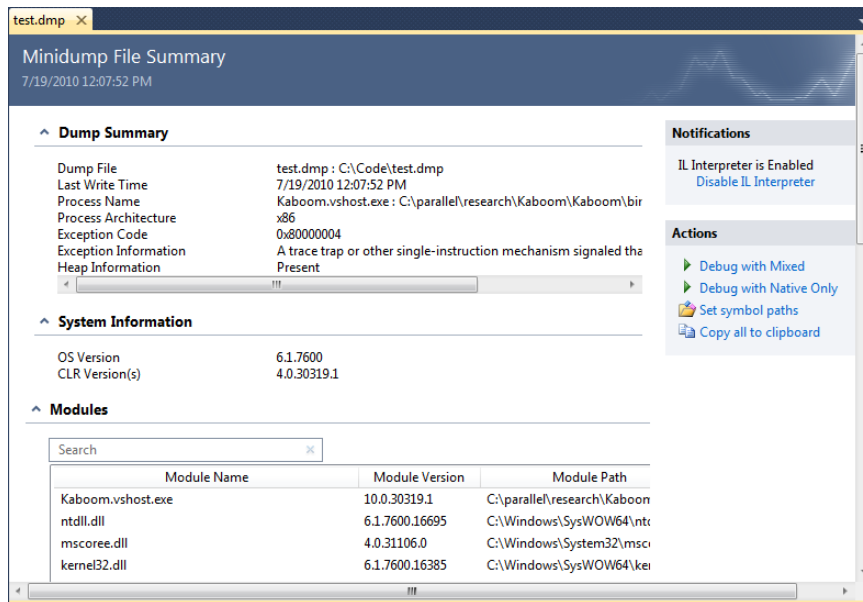 test.dmp
Minidump File Summary
7/19/2010 12:07:52 PM
Dump Summary
Dump File test.dmp : C:\Code\test.dmp
Last Write Time 7/19/2010 12:07:52 PM
Process Name Kaboom.vshost.exe : C:\parallel\research\Kaboom\Kaboom\bin
Process Architecture x86
Exception Code 0x80000004
Exception Information A trace trap or other single-instruction mechanism signaled tha
Heap Information Present
System Information
OS Version 6.1.7600
CLR Version(s) 4.0.30319.1
Modules
Search
Module Name Module Version Module Path
Kaboom.vshost.exe 10.0.30319.1 C:\parallel\research\Kaboom
ntdll.dll 6.1.7600.16695 C:\Windows\SysWOW64\ntd
mscoree.dll 4.0.31106.0 C:\Windows\System32\msc
kernel32.dll 6.1.7600.16385 C:\Windows\SysWOW64\ker
Notifications
IL Interpreter is Enabled
Disable IL Interpreter
Actions
Debug with Mixed
Debug with Native Only
Set symbol paths
Copy all to clipboard